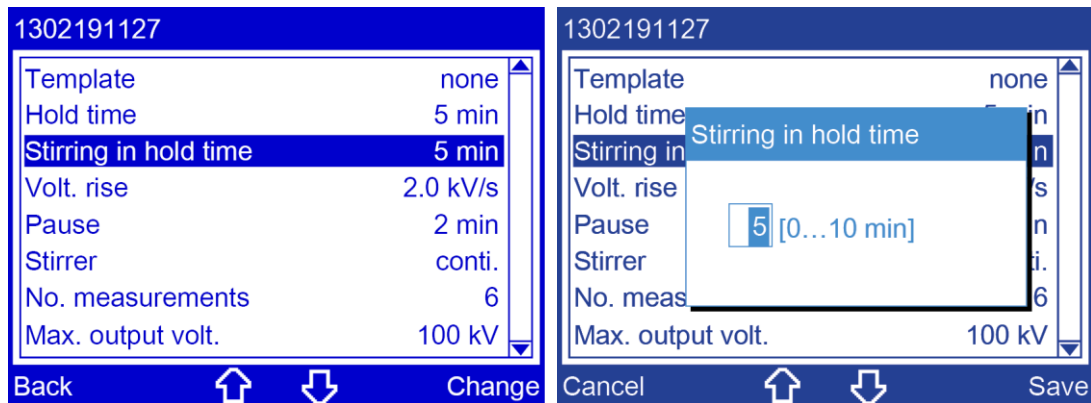 1302191127
Template none
Hold time 5 min
Stirring in hold time 5 min
Volt. rise 2.0 kV/s
Pause 2 min
Stirrer conti.
No. measurements 6
Max. output volt. 100 kV
Back Change
1302191127
Template none
Hold time
Stirring in hold time
Stirring in
5 [0...10 min]
Volt. rise
Pause
Stirrer
No. meas 6
Max. output volt. 100 kV
Cancel Save